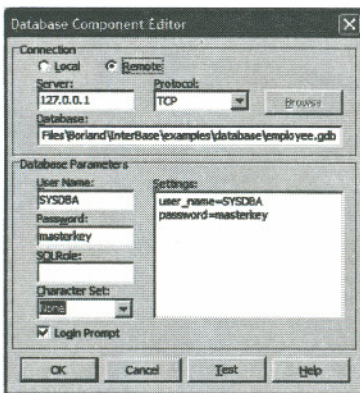 Database Component Editor
Connection
Local Remote
Server: Protocol:
127.0.0.1 TCP Browse
Database:
Files\Borland\InterBase\examples\database\employee.gdb
Database Parameters
User Name: Settings:
SYSDBA user_name=SYSDBA
password=masterkey
Password:
masterkey
SQLRole:
Character Set:
None
Login Prompt
OK Cancel Test Help